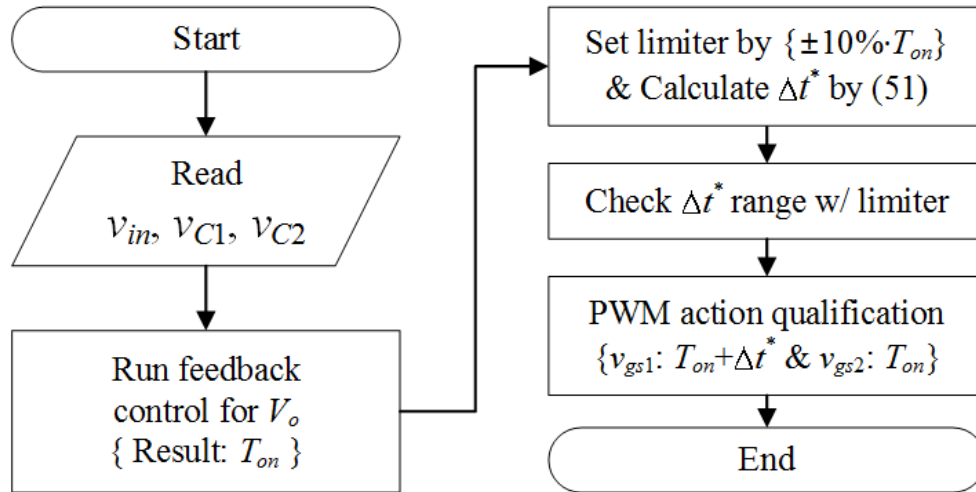 Start
Read
v_in, v_C1, v_C2
Run feedback
control for V_o
{ Result: T_on }
Set limiter by {±10%·T_on}
& Calculate Δt* by (51)
Check Δt* range w/ limiter
PWM action qualification
{v_gs1: T_on+Δt* & v_gs2: T_on}
End